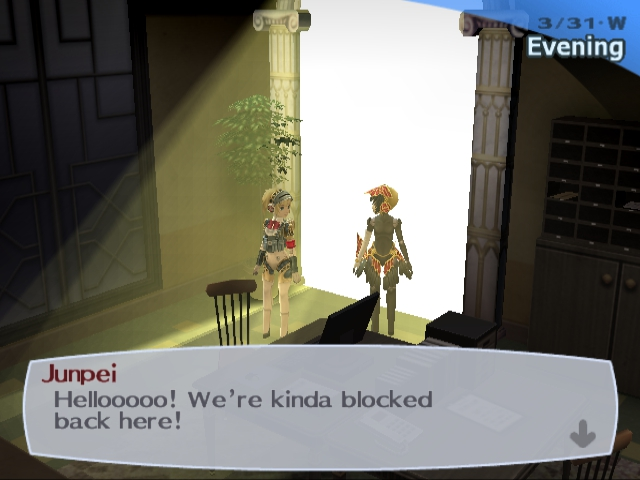 3/31·W
Evening
Junpei
Hellooooo! We're kinda blocked
back here!